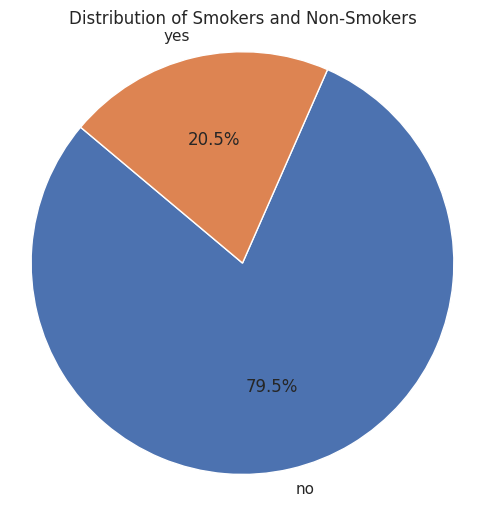 Distribution of Smokers and Non-Smokers
yes
20.5%
79.5%
no